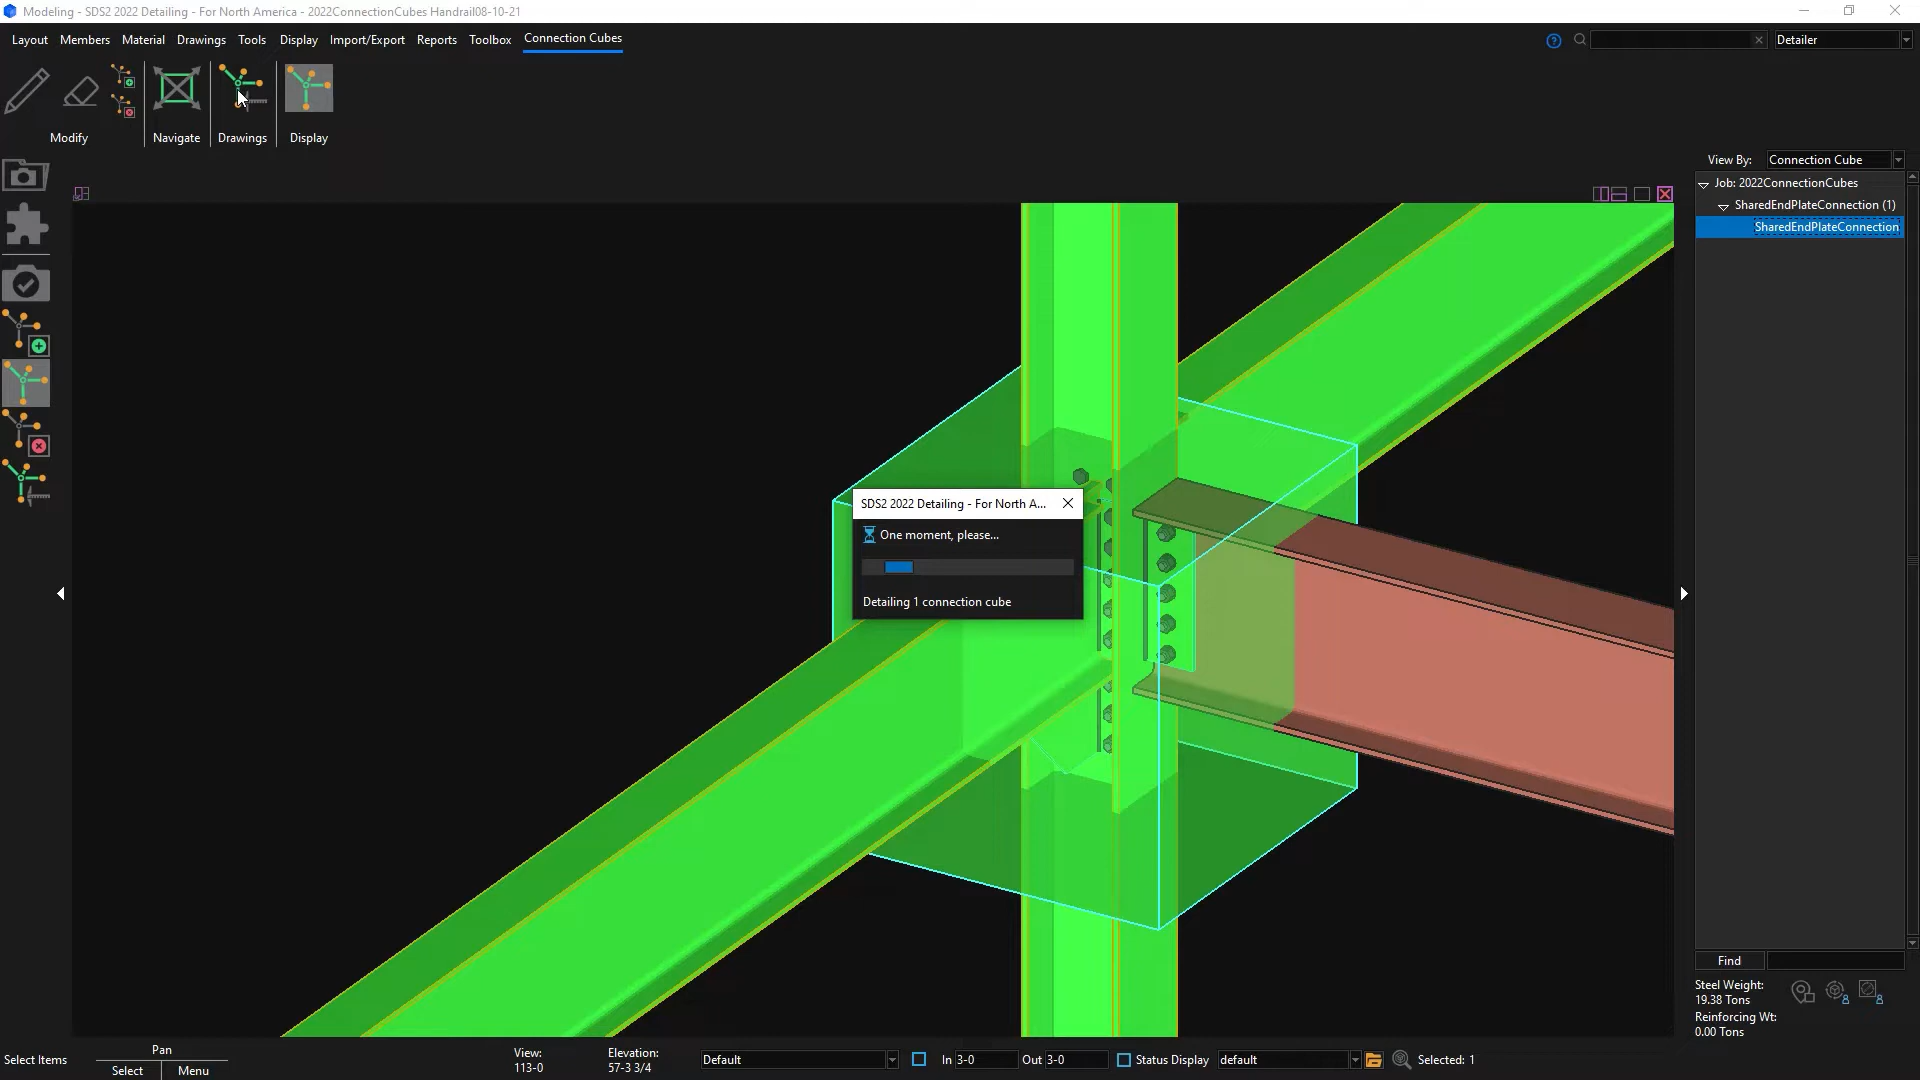 Modeling - SDS2 2022 Detailing - For North America - 2022ConnectionCubes Handrail08-10-21
Layout Members Material Drawings Tools Display Import/Export Reports Toolbox Connection Cubes
Detailer
Modify Navigate Drawings Display
View By: Connection Cube
Job: 2022ConnectionCubes
SharedEndPlateConnection (1)
SharedEndPlateConnection
SDS2 2022 Detailing - For North A...
One moment, please...
Detailing 1 connection cube
Find
Steel Weight:
19.38 Tons
Reinforcing Wt:
0.00 Tons
Select Items
Pan
Select Menu
View:
113-0
Elevation:
57-3 3/4
Default
In 3-0 Out 3-0 Status Display default Selected: 1